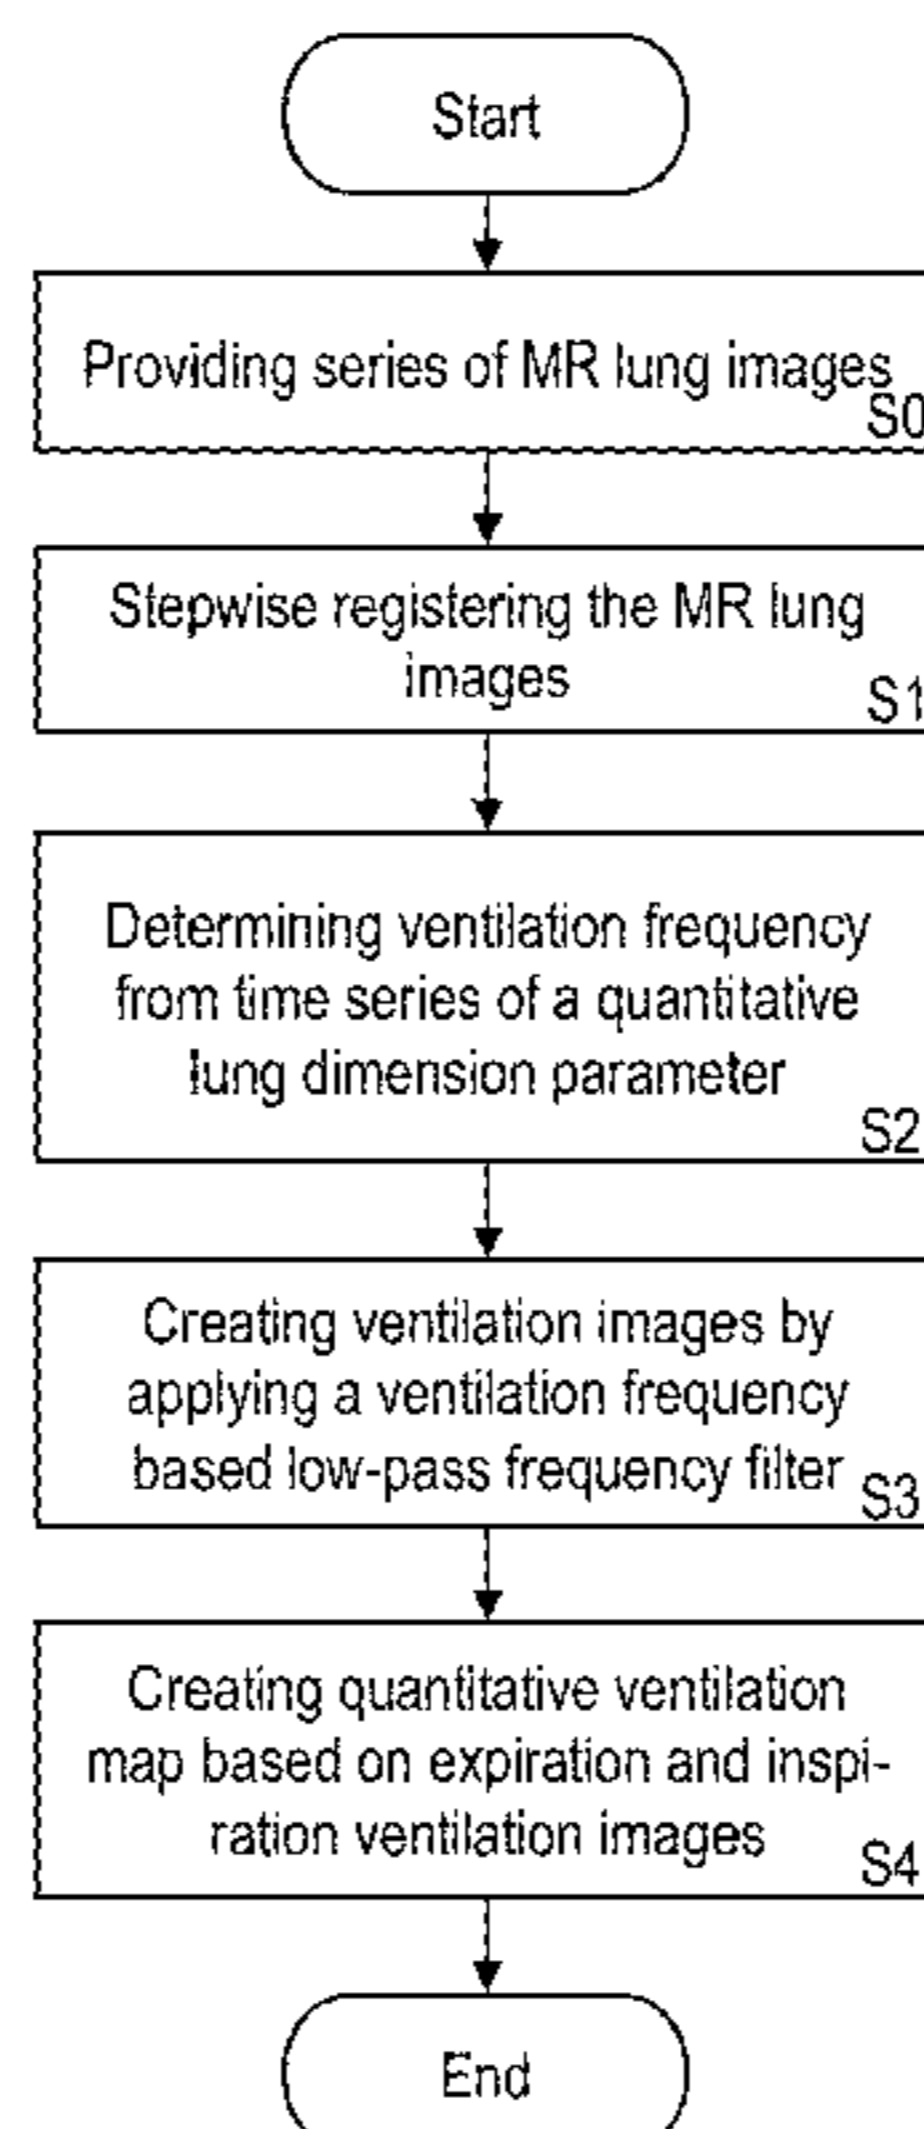 Start
Providing series of MR lung images
S0
Stepwise registering the MR lung
images
S1
Determining ventilation frequency
from time series of a quantitative
lung dimension parameter
S2
Creating ventilation images by
applying a ventilation frequency
based low-pass frequency filter
S3
Creating quantitative ventilation
map based on expiration and inspi-
ration ventilation images
S4
End